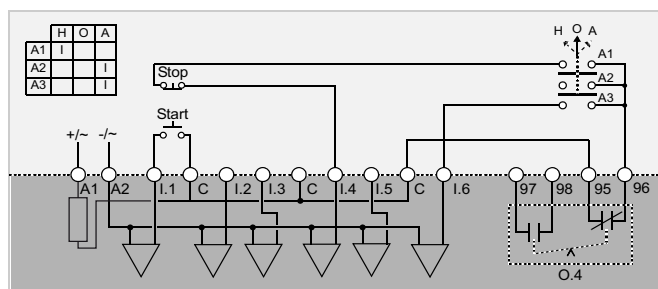 H O A
A1 I
A2 I
A3 I
H O A
A1
A2
A3
Stop
Start
+/~ -/~
A1 A2 I.1 C I.2 I.3 C I.4 I.5 C I.6 97 98 95 96
O.4